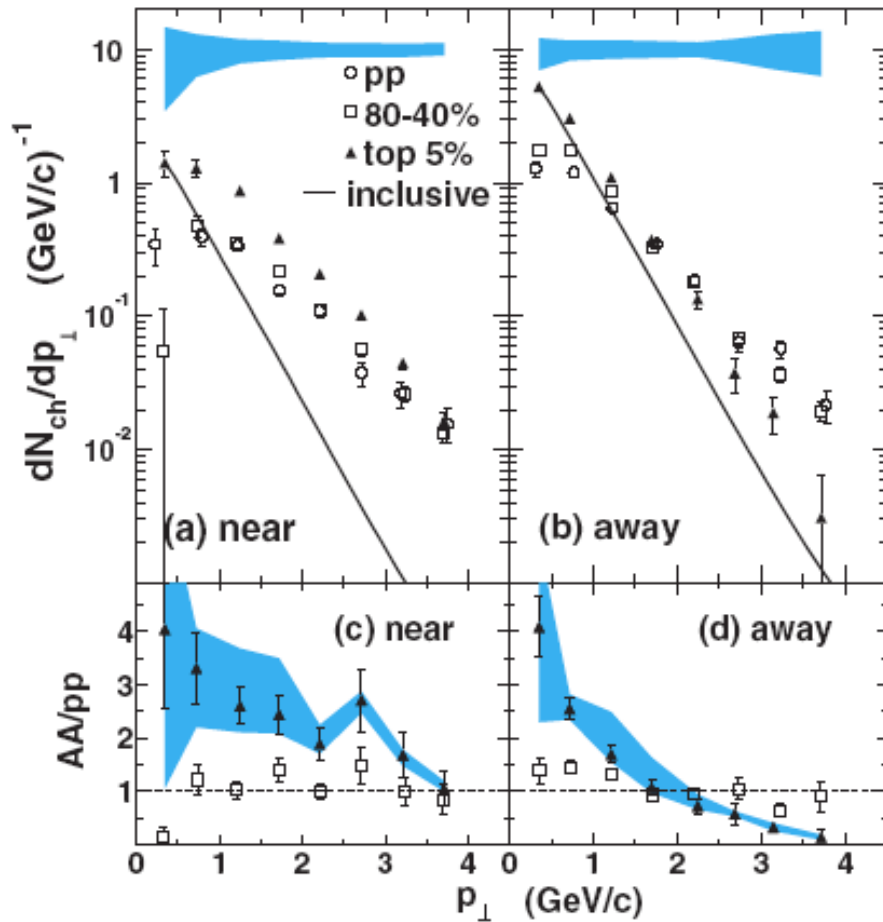 10
1
10⁻¹
10⁻²
dN_ch/dp_⊥ (GeV/c)⁻¹
pp
80-40%
top 5%
inclusive
(a) near
(b) away
4
3
2
1
AA/pp
(c) near
(d) away
0 1 2 3 4 0 1 2 3 4
p_⊥ (GeV/c)